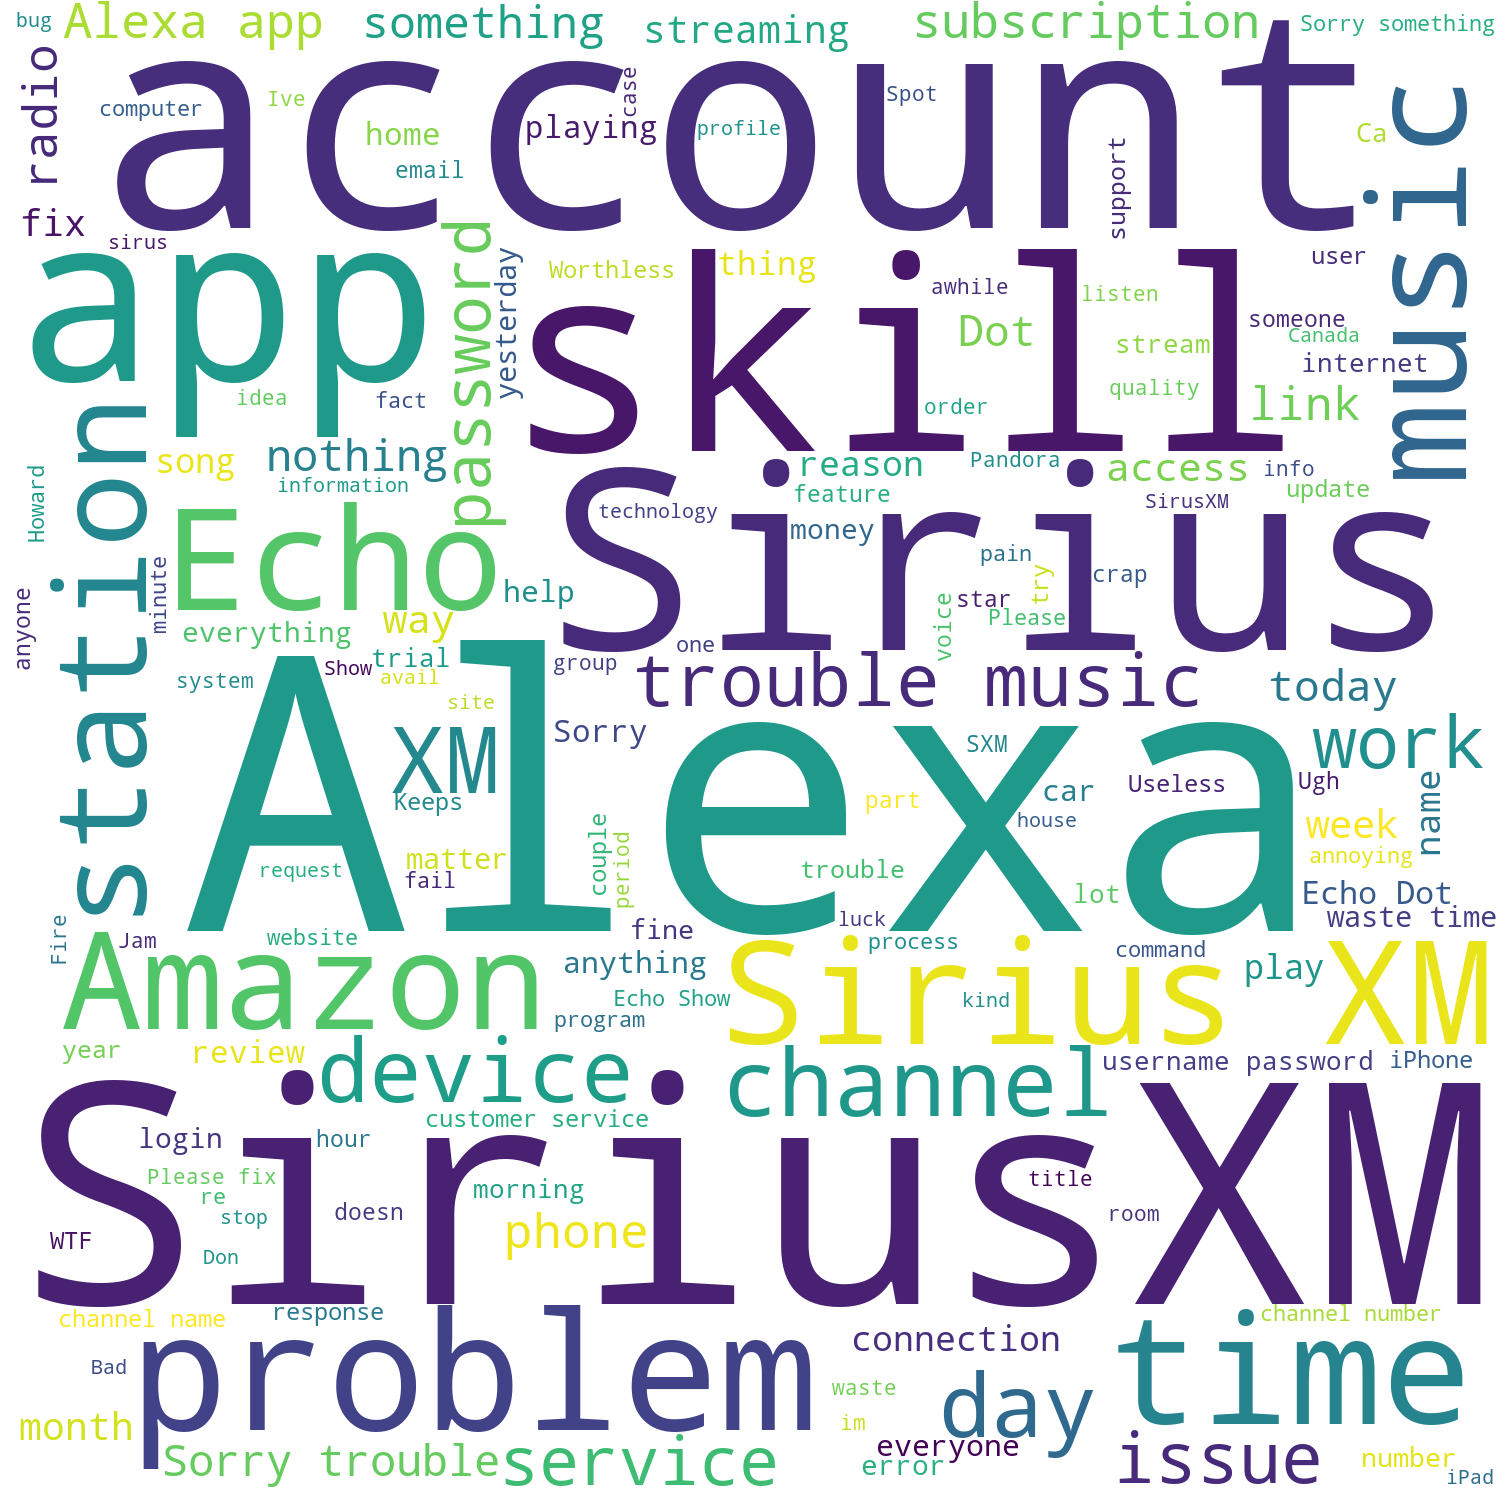 bug
Alexa app
something
streaming
subscription
Sorry something
radio
account
music
computer
Ive
home
email
playing
case
profile
Spot
support
Ca
fix
sirus
app
password
yesterday
Worthless
thing
skill
awhile
Dot
listen
stream
quality
order
user
someone
Canada
internet
link
idea
fact
station
song
nothing
information
Howard
reason
feature
Pandora
access
info
update
SirusXM
technology
money
Sirius
pain
try
crap
star
Please
voice
one
Echo
help
minute
anyone
everything
way
trial
Show
avail
system
site
group
trouble music
today
work
XM
Keeps
Sorry
SXM
Alexa
part
car
house
Useless
Ugh
name
week
annoying
matter
fail
request
couple
period
trouble
lot
Echo Dot
waste time
Fire
Jam
website
fine
luck
process
command
play
Amazon
anything
Echo Show
program
Sirius XM
kind
year
review
device
channel
username password
iPhone
customer service
login
hour
SiriusXM
Please fix
re
stop
doesn
morning
phone
title
room
WTF
Don
channel name
response
channel number
Bad
problem
connection
time
waste
day
month
im
everyone
error
Sorry trouble
service
issue
number
iPad